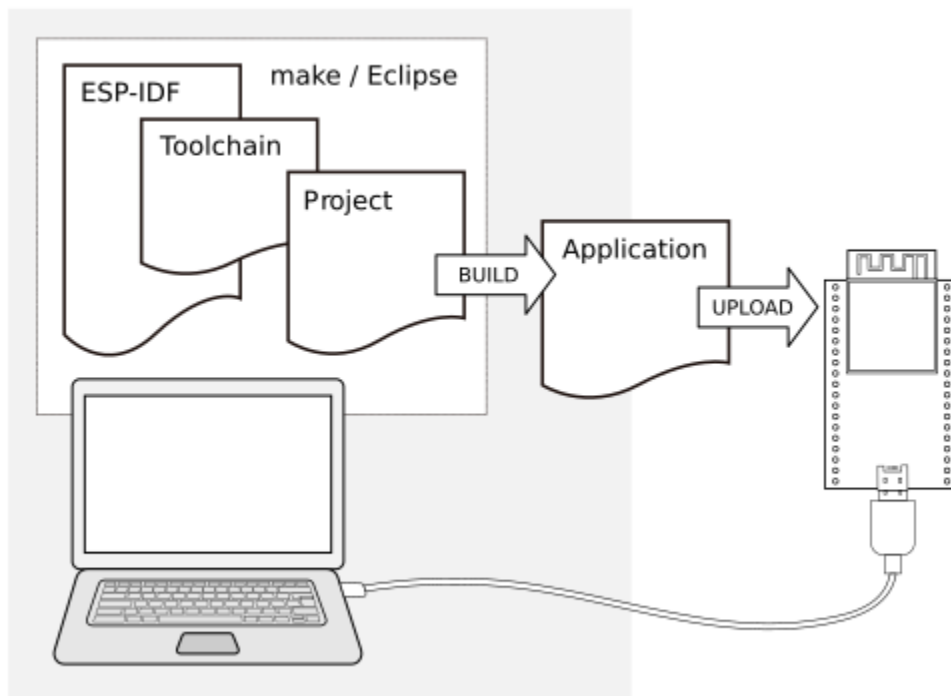 ESP-IDF
make / Eclipse
Toolchain
Project
BUILD
Application
UPLOAD